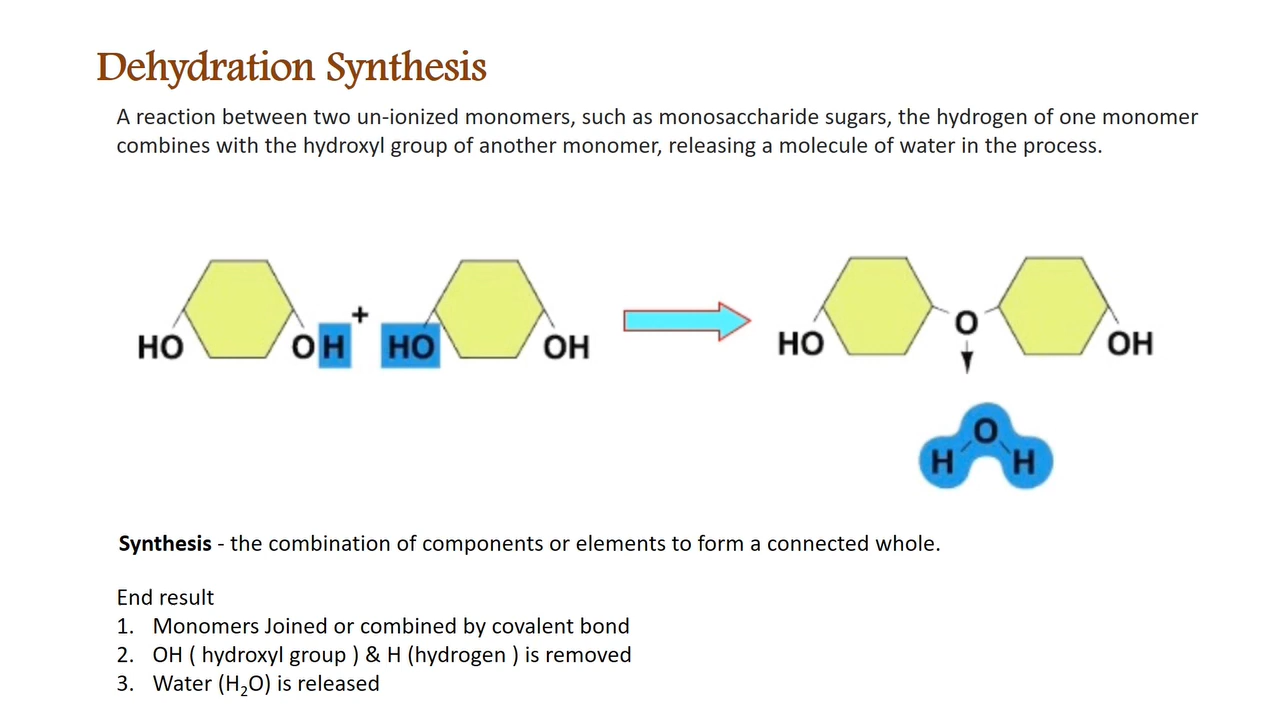 Dehydration Synthesis
A reaction between two un-ionized monomers, such as monosaccharide sugars, the hydrogen of one monomer
combines with the hydroxyl group of another monomer, releasing a molecule of water in the process.
HO OH + HO OH
HO O OH
O
H H
Synthesis - the combination of components or elements to form a connected whole.
End result
1. Monomers Joined or combined by covalent bond
2. OH ( hydroxyl group ) & H (hydrogen ) is removed
3. Water (H₂O) is released